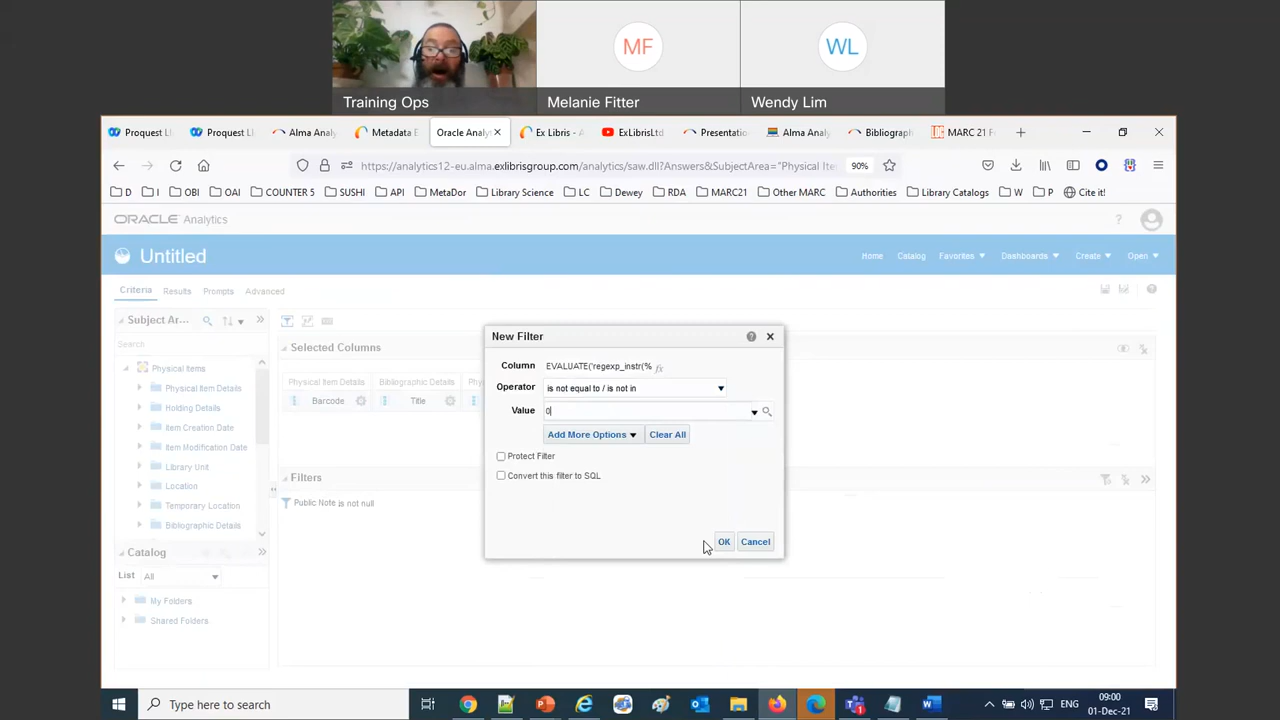 MF
WL
Training Ops
Melanie Fitter
Wendy Lim
Proquest Li
Proquest Li
Alma Analy
Metadata E
Oracle Analy
Ex Libris - A
ExLibrisLtd
Presentatio
Alma Analy
Bibliograph
MARC 21 F
https://analytics12-eu.alma.exlibrisgroup.com/analytics/saw.dll?Answers&SubjectArea="Physical Ite
90%
D
I
OBI
OAI
COUNTER 5
SUSHI
API
MetaDor
Library Science
LC
Dewey
RDA
MARC21
Other MARC
Authorities
Library Catalogs
W
P
Cite it!
ORACLE Analytics
Untitled
Home
Catalog
Favorites
Dashboards
Create
Open
Criteria
Results
Prompts
Advanced
Subject Ar...
Search
Physical Items
Physical Item Details
Holding Details
Item Creation Date
Item Modification Date
Library Unit
Location
Temporary Location
Bibliographic Details
Selected Columns
Physical Item Details
Bibliographic Details
Barcode
Title
Filters
Public Note is not null
Catalog
List
All
My Folders
Shared Folders
New Filter
Column
EVALUATE('regexp_instr(%
fx
Operator
is not equal to / is not in
Value
0
Add More Options
Clear All
Protect Filter
Convert this filter to SQL
OK
Cancel
Type here to search
ENG
09:00
01-Dec-21